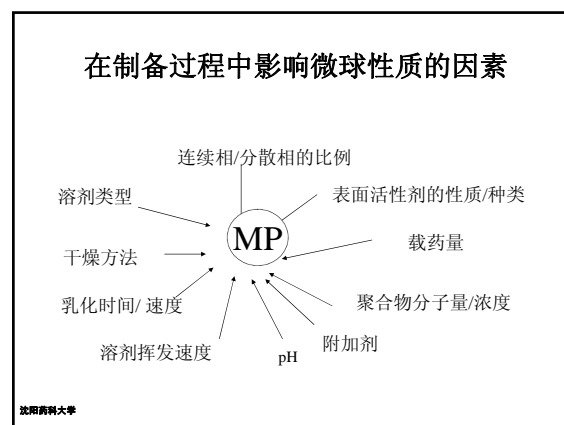 在制备过程中影响微球性质的因素
连续相/分散相的比例
溶剂类型
表面活性剂的性质/种类
MP
载药量
干燥方法
乳化时间/ 速度
聚合物分子量/浓度
溶剂挥发速度
pH
附加剂
沈阳药科大学